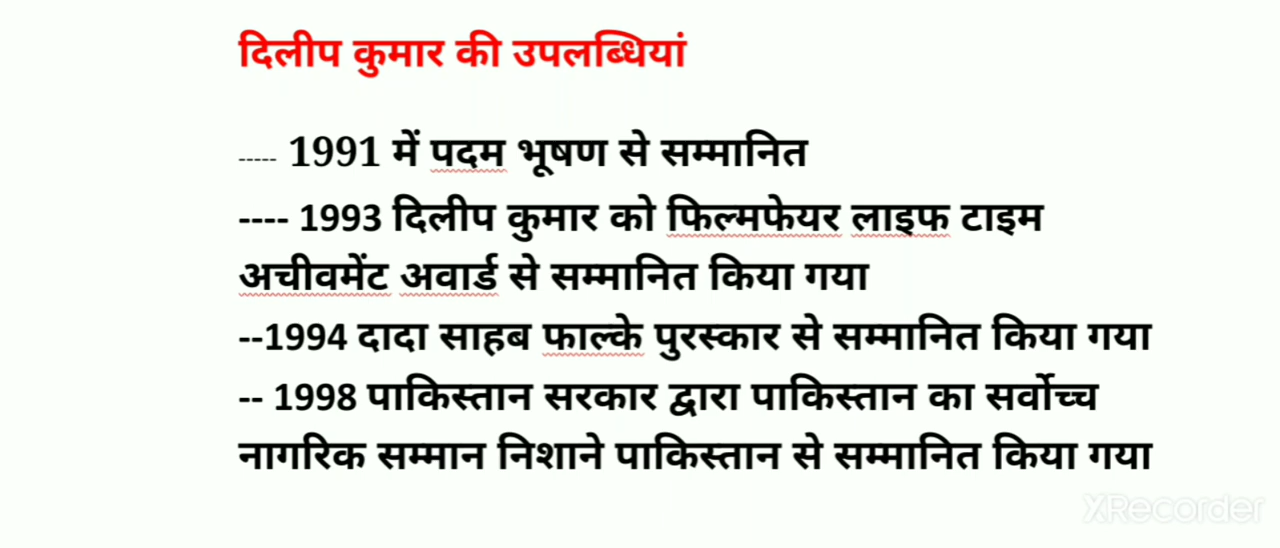 दिलीप कुमार की उपलब्धियां
----- 1991 में पदम भूषण से सम्मानित
---- 1993 दिलीप कुमार को फिल्मफेयर लाइफ टाइम
अचीवमेंट अवार्ड से सम्मानित किया गया
--1994 दादा साहब फाल्के पुरस्कार से सम्मानित किया गया
-- 1998 पाकिस्तान सरकार द्वारा पाकिस्तान का सर्वोच्च
नागरिक सम्मान निशाने पाकिस्तान से सम्मानित किया गया
XRecorder